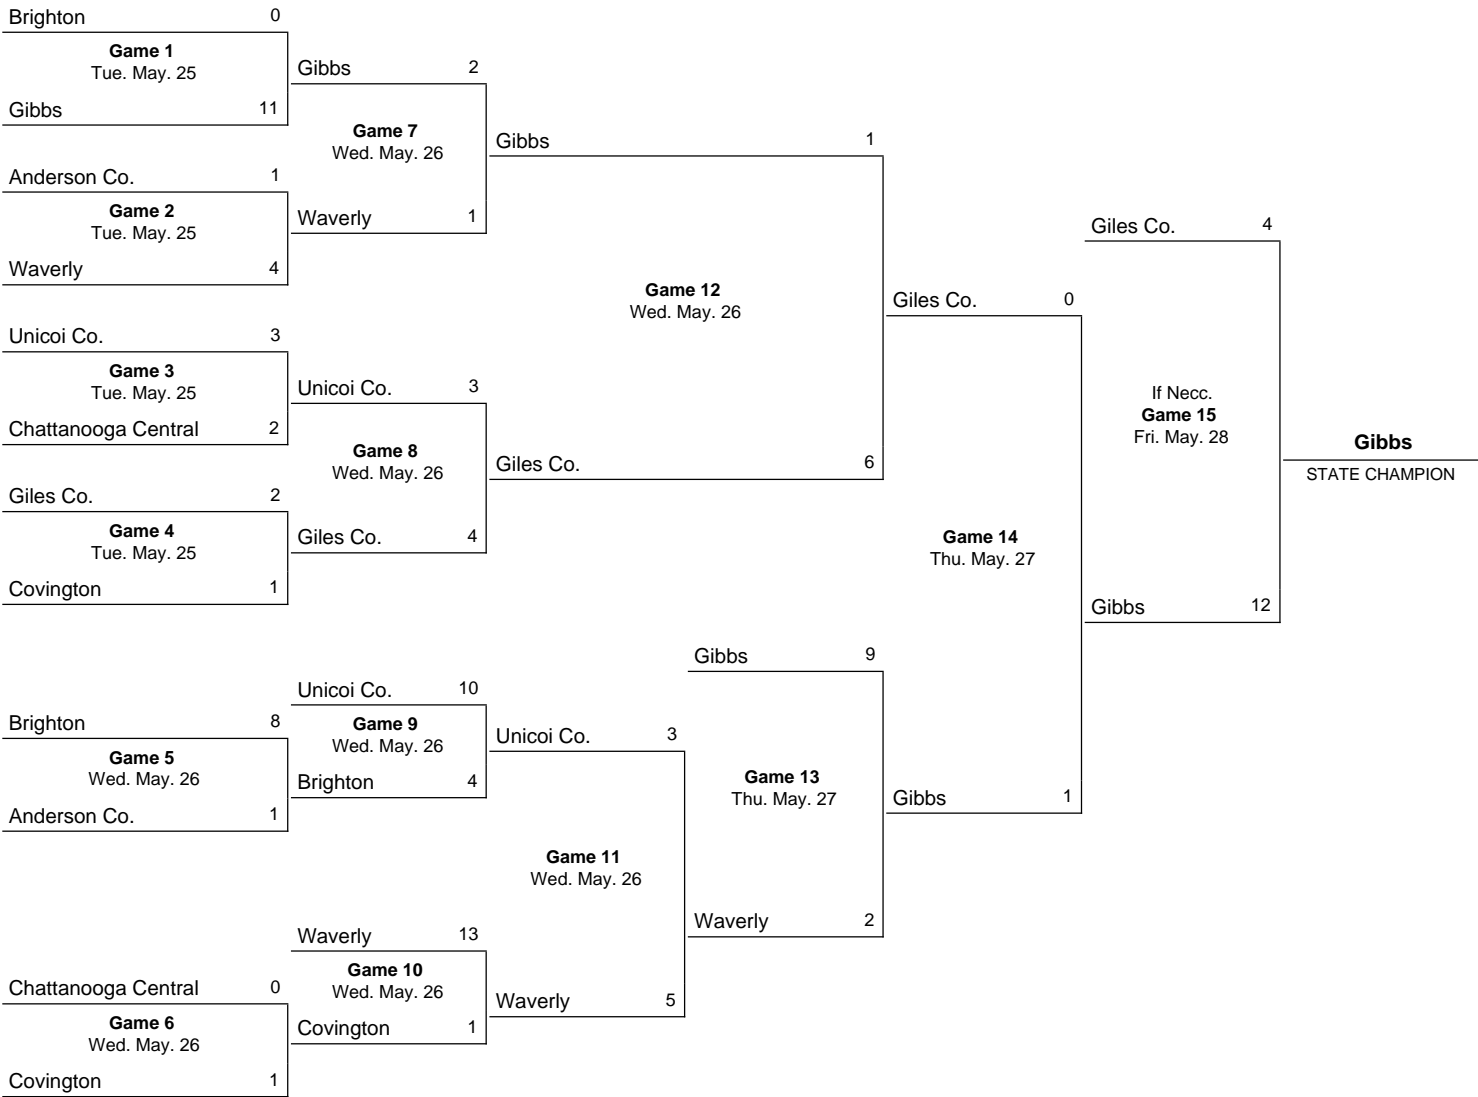 Brighton 0
Game 1
Tue. May. 25
Gibbs 11
Anderson Co. 1
Game 2
Tue. May. 25
Waverly 4
Unicoi Co. 3
Game 3
Tue. May. 25
Chattanooga Central 2
Giles Co. 2
Game 4
Tue. May. 25
Covington 1
Brighton 8
Game 5
Wed. May. 26
Anderson Co. 1
Chattanooga Central 0
Game 6
Wed. May. 26
Covington 1
Gibbs 2
Game 7
Wed. May. 26
Waverly 1
Unicoi Co. 3
Game 8
Wed. May. 26
Giles Co. 4
Unicoi Co. 10
Game 9
Wed. May. 26
Brighton 4
Waverly 13
Game 10
Wed. May. 26
Covington 1
Gibbs 1
Game 12
Wed. May. 26
Giles Co. 6
Unicoi Co. 3
Game 11
Wed. May. 26
Waverly 5
Gibbs 9
Game 13
Thu. May. 27
Waverly 2
Giles Co. 0
Game 14
Thu. May. 27
Gibbs 1
Giles Co. 4
If Necc.
Game 15
Fri. May. 28
Gibbs 12
Gibbs
STATE CHAMPION